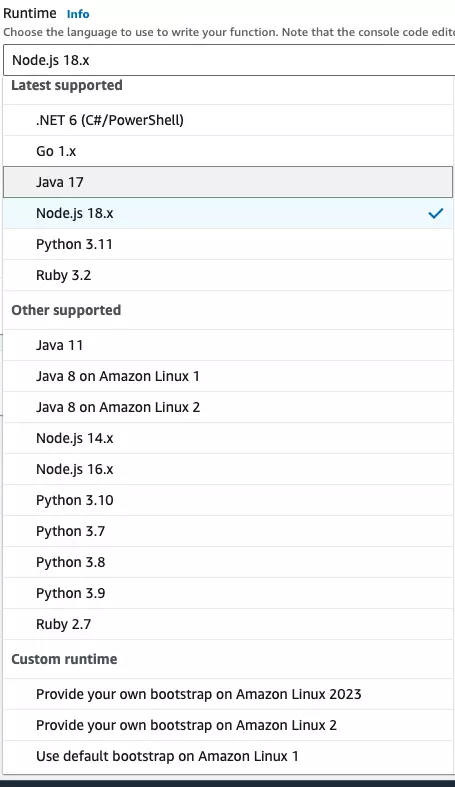 Runtime Info
Choose the language to use to write your function. Note that the console code
Node.js 18.x
Latest supported
.NET 6 (C#/PowerShell)
Go 1.x
Java 17
Node.js 18.x
Python 3.11
Ruby 3.2
Other supported
Java 11
Java 8 on Amazon Linux 1
Java 8 on Amazon Linux 2
Node.js 14.x
Node.js 16.x
Python 3.10
Python 3.7
Python 3.8
Python 3.9
Ruby 2.7
Custom runtime
Provide your own bootstrap on Amazon Linux 2023
Provide your own bootstrap on Amazon Linux 2
Use default bootstrap on Amazon Linux 1